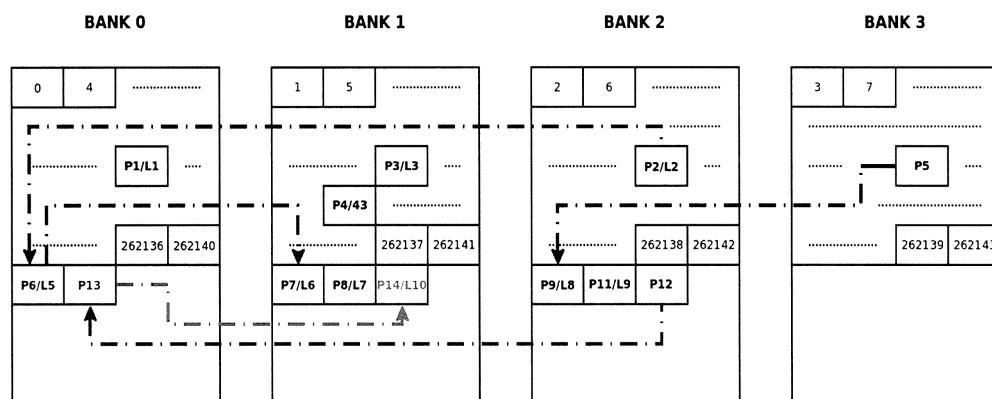 BANK 0 BANK 1 BANK 2 BANK 3
0 4 1 5 2 6 3 7
P1/L1 P3/L3 P2/L2 P5
P4/43
262136 262140 262137 262141 262138 262142 262139 262143
P6/L5 P13 P7/L6 P8/L7 P14/L10 P9/L8 P11/L9 P12